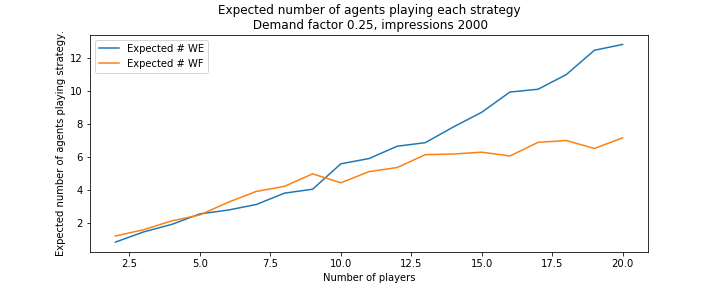 Expected number of agents playing each strategy
Demand factor 0.25, impressions 2000
Expected # WE
Expected # WF
Expected number of agents playing strategy.
12
10
8
6
4
2
2.5
5.0
7.5
10.0
12.5
15.0
17.5
20.0
Number of players